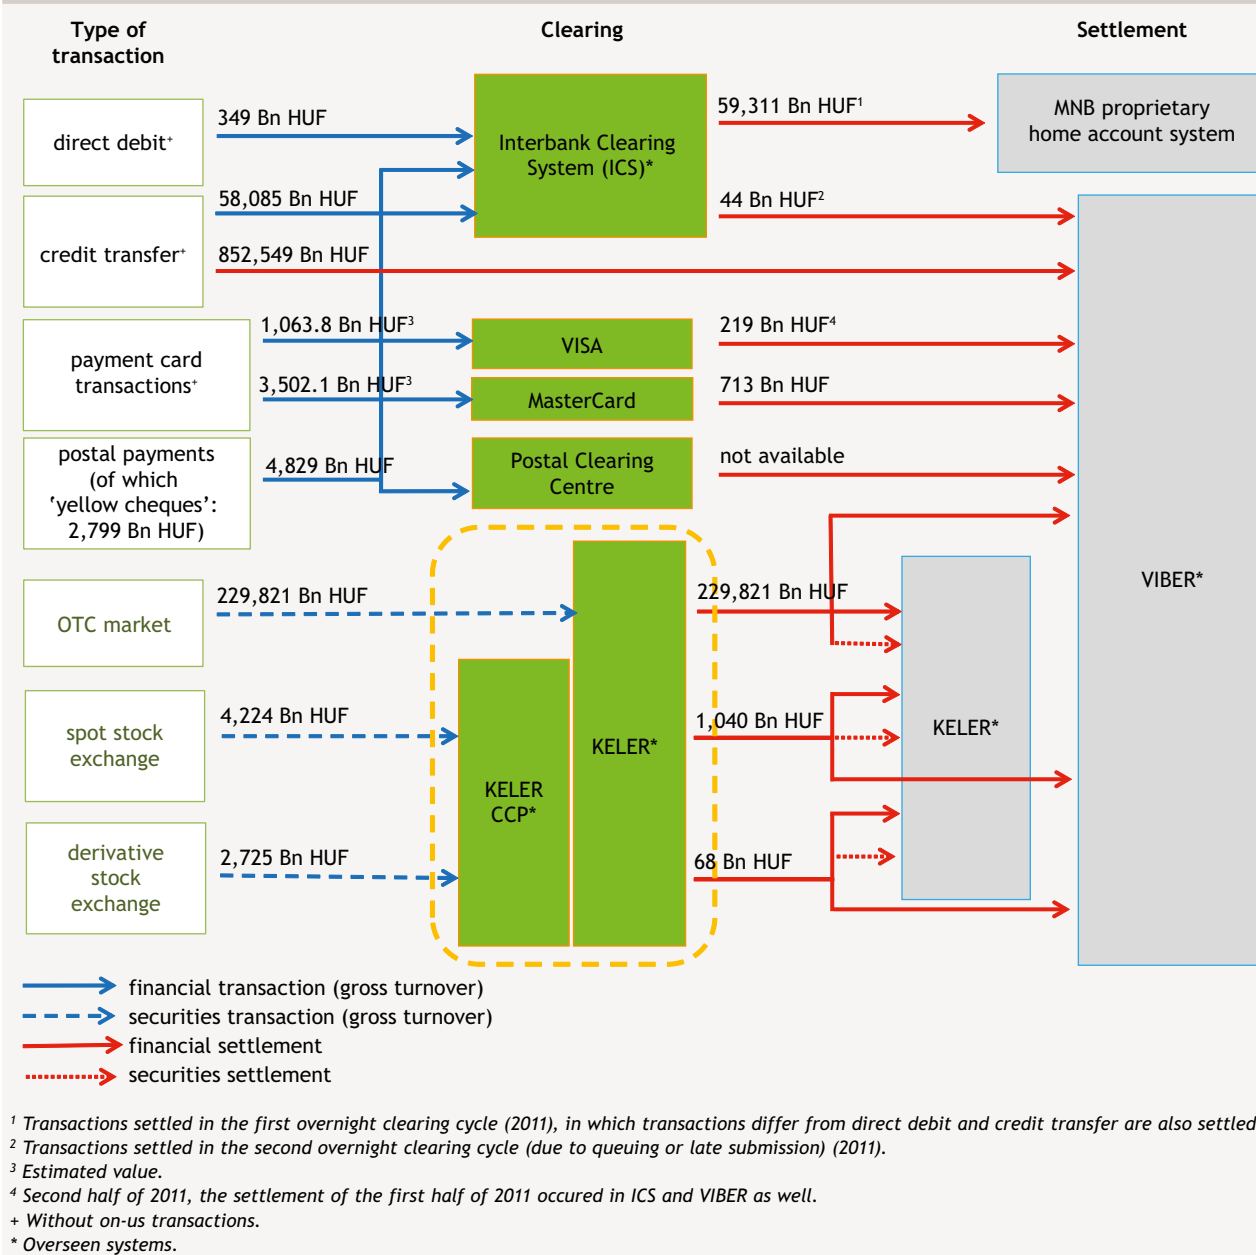 Type of
transaction
Clearing
Settlement
direct debit⁺
349 Bn HUF
Interbank Clearing
System (ICS)*
59,311 Bn HUF¹
MNB proprietary
home account system
58,085 Bn HUF
44 Bn HUF²
credit transfer⁺
852,549 Bn HUF
1,063.8 Bn HUF³
VISA
219 Bn HUF⁴
payment card
transactions⁺
3,502.1 Bn HUF³
MasterCard
713 Bn HUF
postal payments
(of which
‘yellow cheques’:
2,799 Bn HUF)
4,829 Bn HUF
Postal Clearing
Centre
not available
VIBER*
OTC market
229,821 Bn HUF
229,821 Bn HUF
spot stock
exchange
4,224 Bn HUF
KELER*
1,040 Bn HUF
KELER*
KELER
CCP*
derivative
stock
exchange
2,725 Bn HUF
68 Bn HUF
financial transaction (gross turnover)
securities transaction (gross turnover)
financial settlement
securities settlement
¹ Transactions settled in the first overnight clearing cycle (2011), in which transactions differ from direct debit and credit transfer are also settled
² Transactions settled in the second overnight clearing cycle (due to queuing or late submission) (2011).
³ Estimated value.
⁴ Second half of 2011, the settlement of the first half of 2011 occured in ICS and VIBER as well.
+ Without on-us transactions.
* Overseen systems.